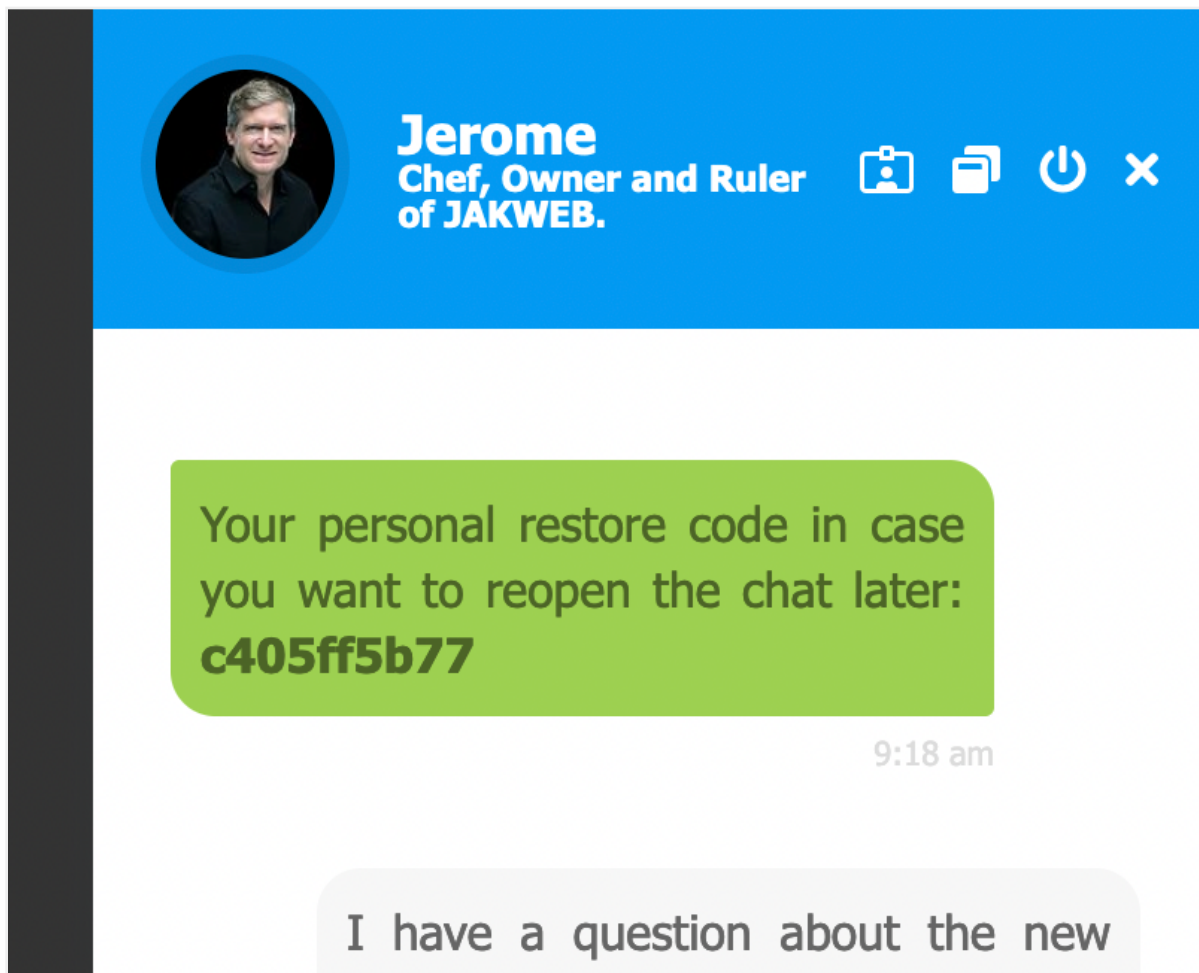 Jerome
Chef, Owner and Ruler
of JAKWEB.
Your personal restore code in case
you want to reopen the chat later:
c405ff5b77
9:18 am
I have a question about the new